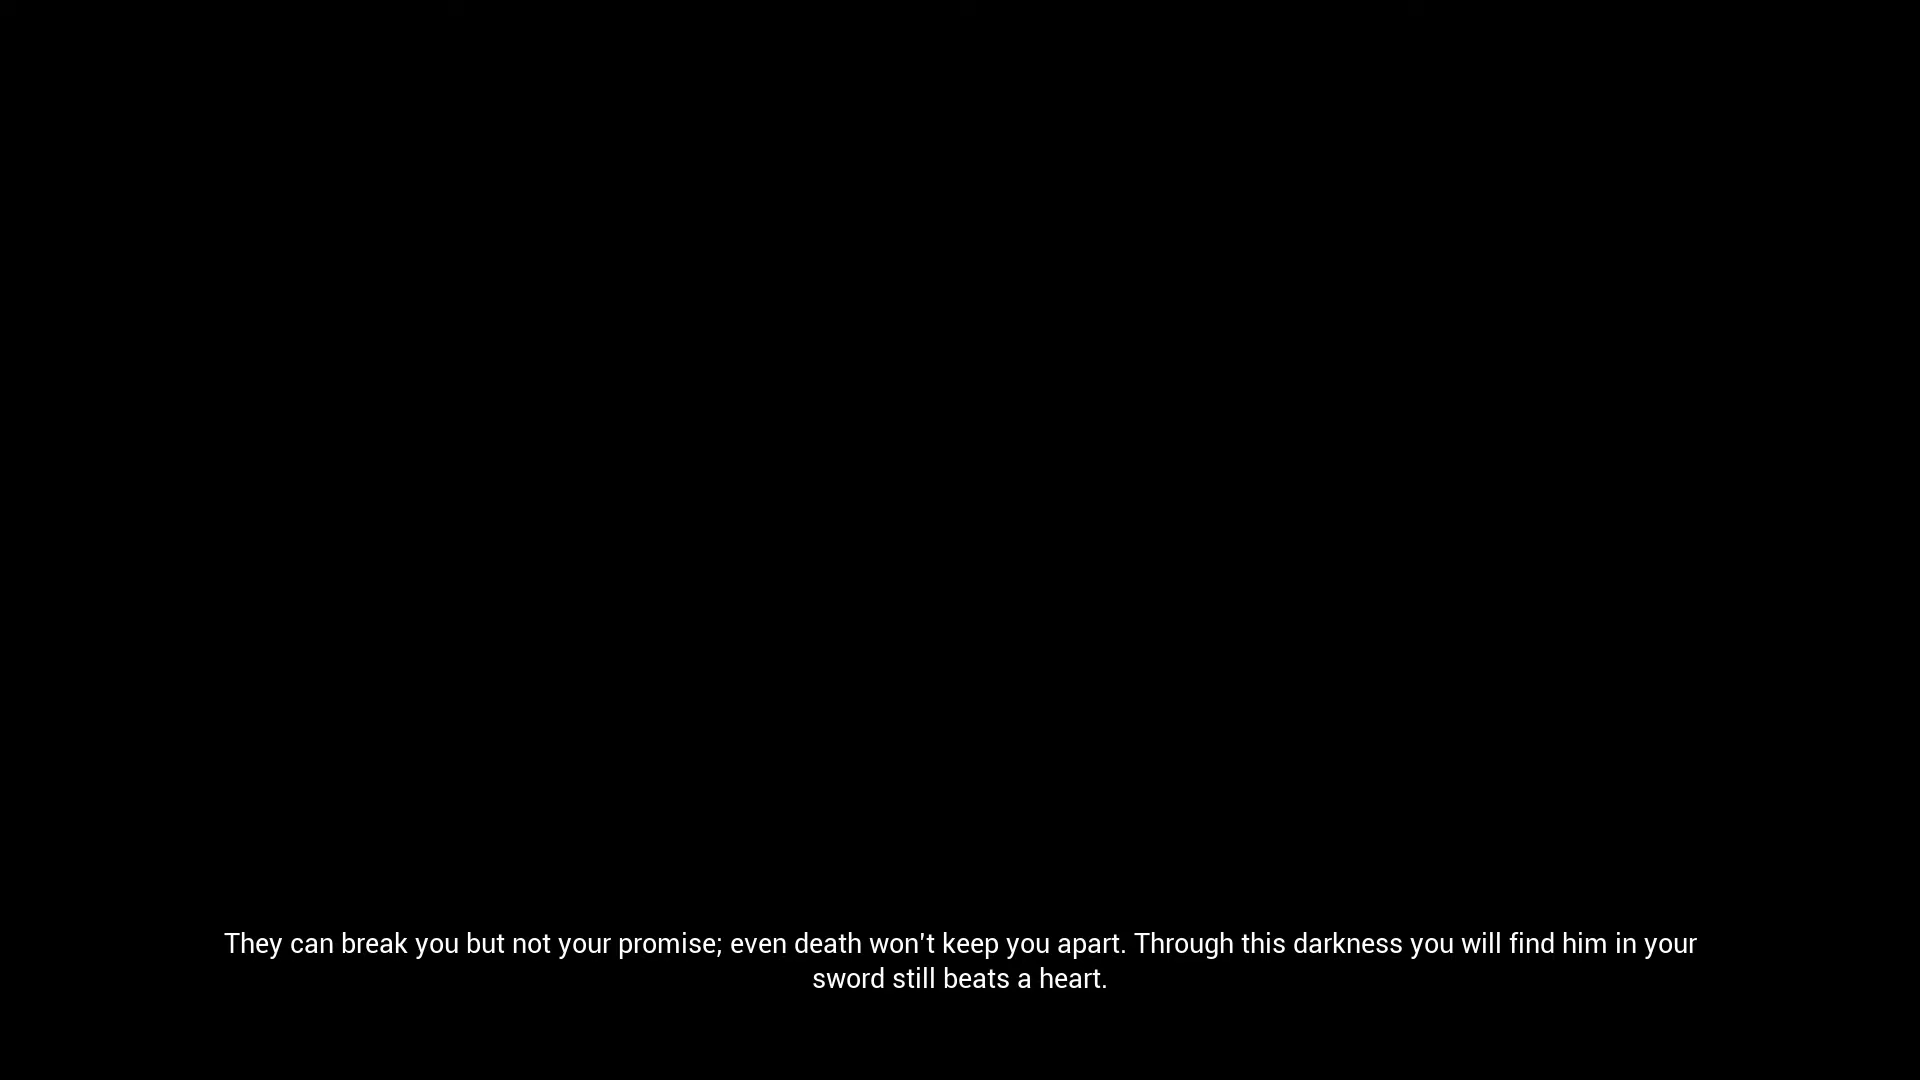 They can break you but not your promise; even death won't keep you apart. Through this darkness you will find him in your
sword still beats a heart.